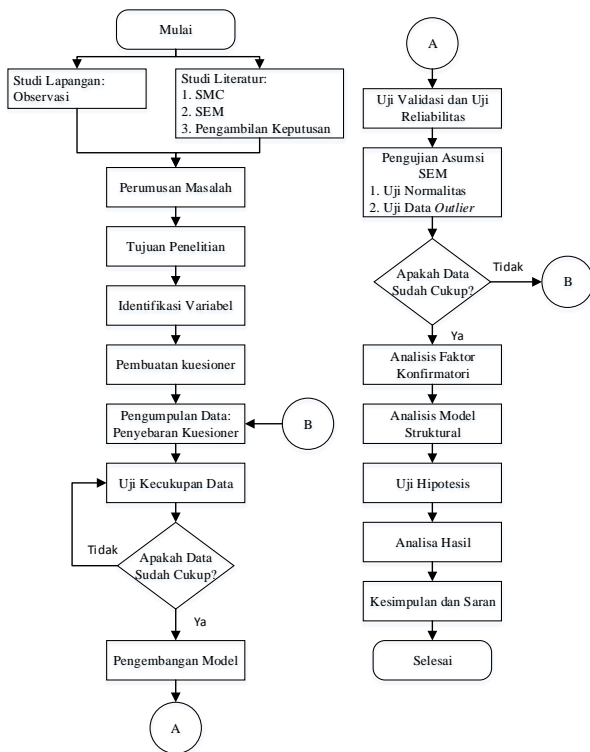 Mulai
Studi Lapangan:
Observasi
Studi Literatur:
1. SMC
2. SEM
3. Pengambilan Keputusan
Perumusan Masalah
Tujuan Penelitian
Identifikasi Variabel
Pembuatan kuesioner
Pengumpulan Data:
Penyebaran Kuesioner
B
Uji Kecukupan Data
Tidak
Apakah Data
Sudah Cukup?
Ya
Pengembangan Model
A
A
Uji Validasi dan Uji
Reliabilitas
Pengujian Asumsi
SEM
1. Uji Normalitas
2. Uji Data Outlier
Apakah Data
Sudah Cukup?
Tidak
B
Ya
Analisis Faktor
Konfirmatori
Analisis Model
Struktural
Uji Hipotesis
Analisa Hasil
Kesimpulan dan Saran
Selesai